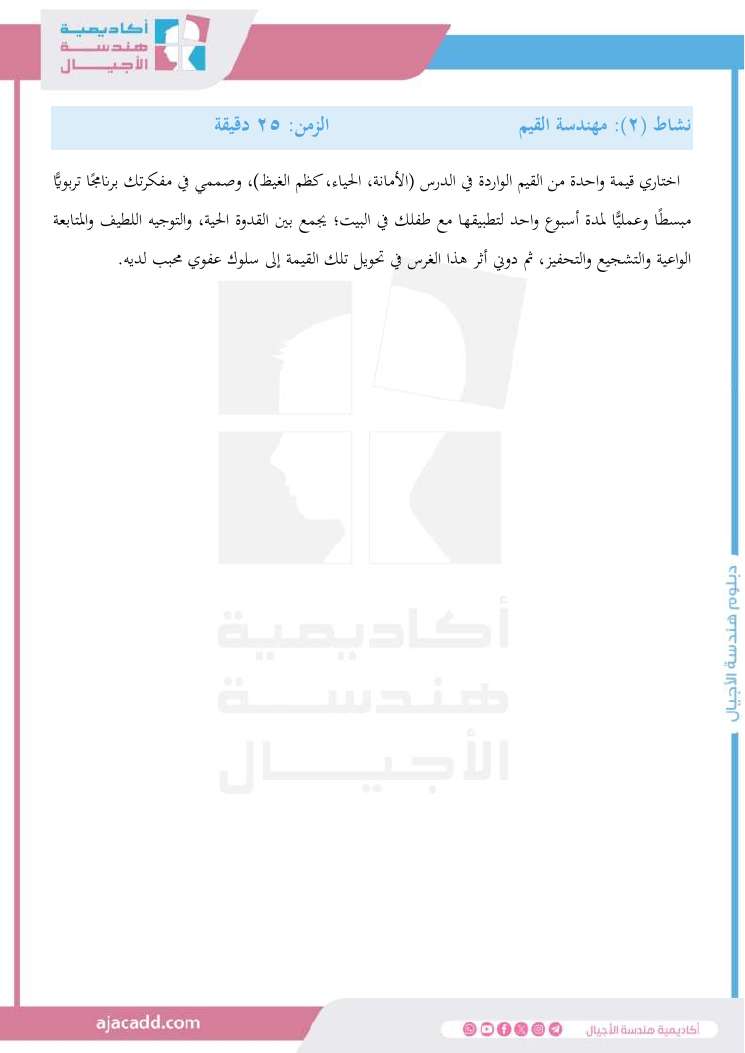 أكاديمية
هندسة
الأجيال
نشاط (٢): مهندسة القيم الزمن: ٢٥ دقيقة
اختاري قيمة واحدة من القيم الواردة في الدرس (الأمانة، الحياء، كظم الغيظ)، وصممي في مفكرتك برنامجًا تربويًّا
مبسطًا وعمليًّا لمدة أسبوع واحد لتطبيقها مع طفلك في البيت؛ يجمع بين القدوة الحية، والتوجيه اللطيف والمتابعة
الواعية والتشجيع والتحفيز، ثم دوني أثر هذا الغرس في تحويل تلك القيمة إلى سلوك عفوي محبب لديه.
أكاديمية
هندسة
الأجيال
دبلوم هندسة الأجيال
أكاديمية هندسة الأجيال
ajacadd.com